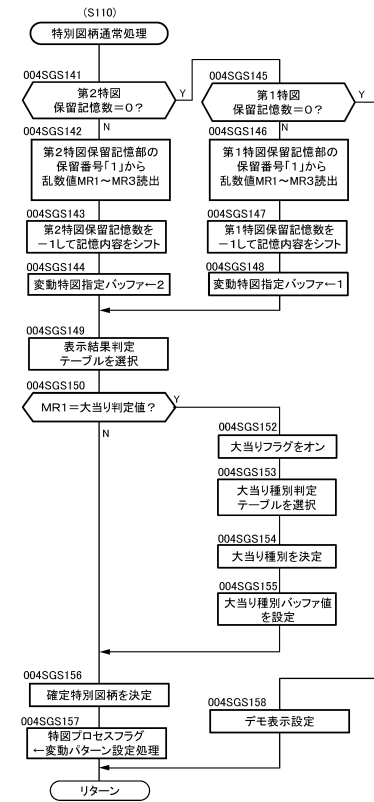 (S110)
特別図柄通常処理
004SGS141
第2特図
保留記憶数=0?
Y
N
004SGS142
第2特図保留記憶部の
保留番号「1」から
乱数値MR1~MR3読出
004SGS143
第2特図保留記憶数を
-1して記憶内容をシフト
004SGS144
変動特図指定バッファ←2
004SGS145
第1特図
保留記憶数=0?
Y
N
004SGS146
第1特図保留記憶部の
保留番号「1」から
乱数値MR1~MR3読出
004SGS147
第1特図保留記憶数を
-1して記憶内容をシフト
004SGS148
変動特図指定バッファ←1
004SGS149
表示結果判定
テーブルを選択
004SGS150
MR1=大当り判定値?
Y
N
004SGS152
大当りフラグをオン
004SGS153
大当り種別判定
テーブルを選択
004SGS154
大当り種別を決定
004SGS155
大当り種別バッファ値
を設定
004SGS156
確定特別図柄を決定
004SGS157
特図プロセスフラグ
←変動パターン設定処理
004SGS158
デモ表示設定
リターン